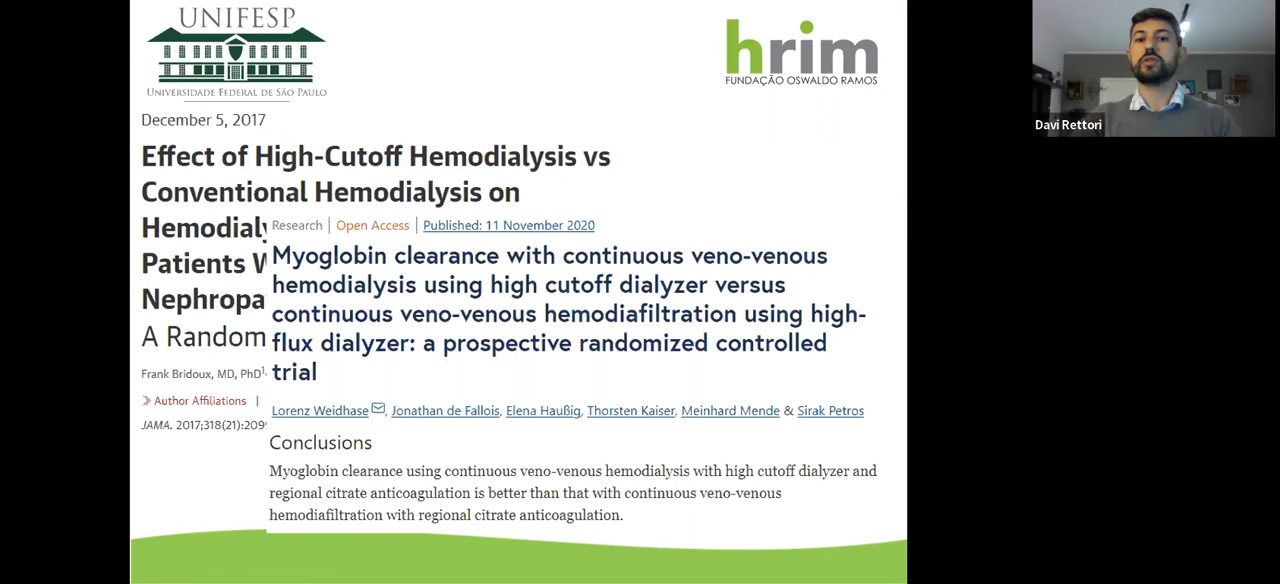 UNIFESP
UNIVERSIDADE FEDERAL DE SÃO PAULO
hrim
FUNDAÇÃO OSWALDO RAMOS
Davi Rettori
December 5, 2017
Effect of High-Cutoff Hemodialysis vs
Conventional Hemodialysis on
Hemodialy
Patients W
Nephropa
A Random
Frank Bridoux, MD, PhD1,
Author Affiliations |
JAMA. 2017;318(21):209
Research | Open Access | Published: 11 November 2020
Myoglobin clearance with continuous veno-venous
hemodialysis using high cutoff dialyzer versus
continuous veno-venous hemodiafiltration using high-
flux dialyzer: a prospective randomized controlled
trial
Lorenz Weidhase, Jonathan de Fallois, Elena Haußig, Thorsten Kaiser, Meinhard Mende & Sirak Petros
Conclusions
Myoglobin clearance using continuous veno-venous hemodialysis with high cutoff dialyzer and
regional citrate anticoagulation is better than that with continuous veno-venous
hemodiafiltration with regional citrate anticoagulation.